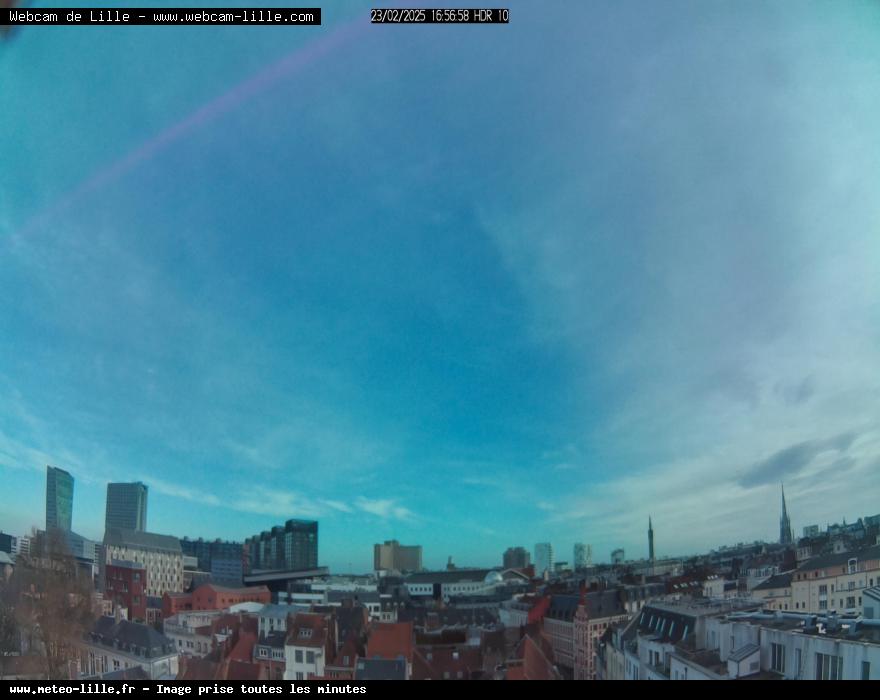 Webcam de Lille - www.webcam-lille.com
23/02/2025 16:56:58 HDR 10
www.meteo-lille.fr - Image prise toutes les minutes